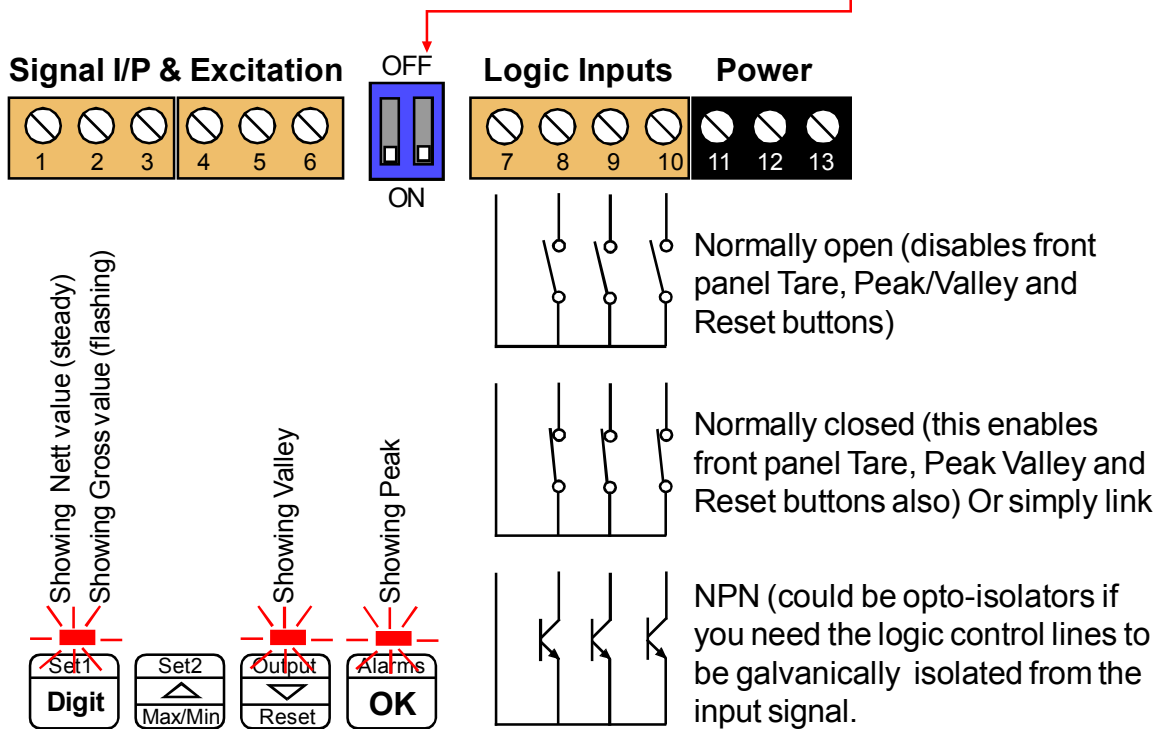 Signal I/P & Excitation
OFF
Logic Inputs
Power
1 2 3 4 5 6
7 8 9 10 11 12 13
ON
Normally open (disables front
panel Tare, Peak/Valley and
Reset buttons)
Normally closed (this enables
front panel Tare, Peak Valley and
Reset buttons also) Or simply link
NPN (could be opto-isolators if
you need the logic control lines to
be galvanically isolated from the
input signal.
Showing Nett value (steady)
Showing Gross value (flashing)
Showing Valley
Showing Peak
Set1
Digit
Set2
Max/Min
Output
Reset
Alarms
OK